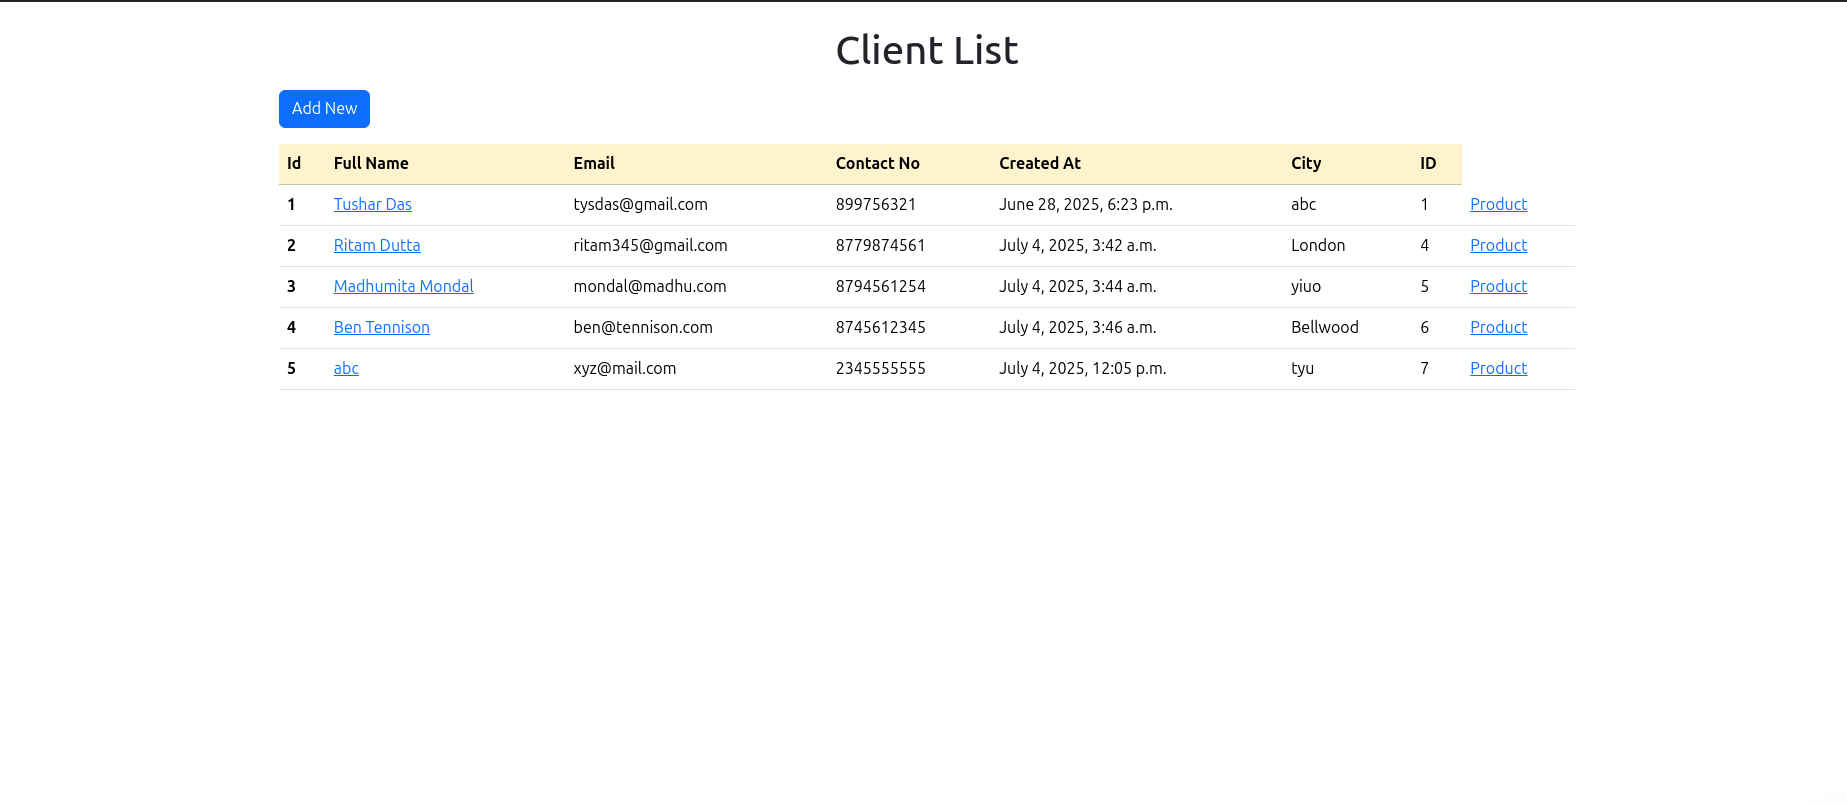 Client List
Add New
Id Full Name Email Contact No Created At City ID
1 Tushar Das tysdas@gmail.com 899756321 June 28, 2025, 6:23 p.m. abc 1 Product
2 Ritam Dutta ritam345@gmail.com 8779874561 July 4, 2025, 3:42 a.m. London 4 Product
3 Madhumita Mondal mondal@madhu.com 8794561254 July 4, 2025, 3:44 a.m. yiuo 5 Product
4 Ben Tennison ben@tennison.com 8745612345 July 4, 2025, 3:46 a.m. Bellwood 6 Product
5 abc xyz@mail.com 2345555555 July 4, 2025, 12:05 p.m. tyu 7 Product